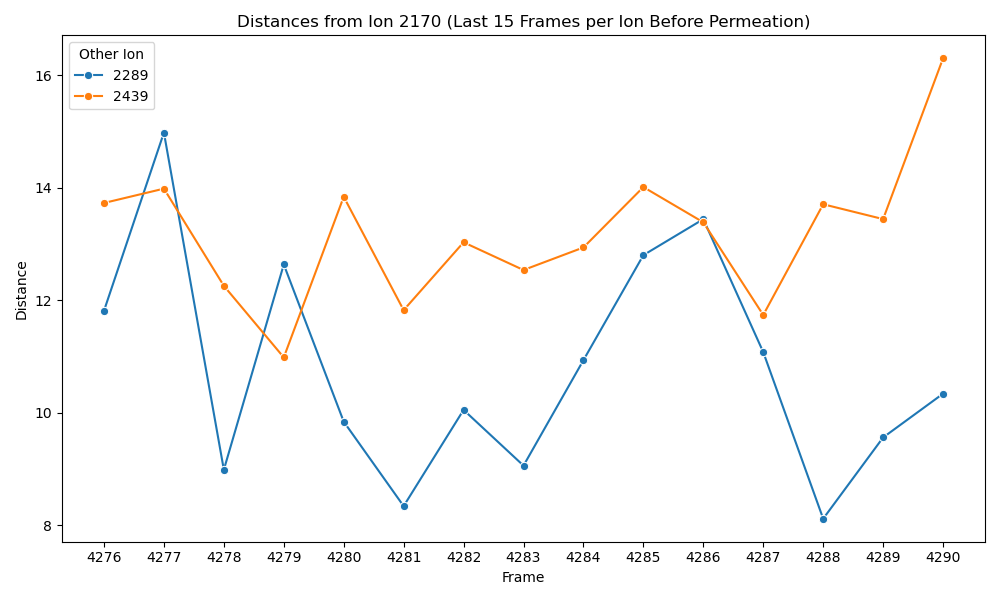 Distances from Ion 2170 (Last 15 Frames per Ion Before Permeation)
Other Ion
2289
2439
16
14
12
10
8
Distance
4276 4277 4278 4279 4280 4281 4282 4283 4284 4285 4286 4287 4288 4289 4290
Frame